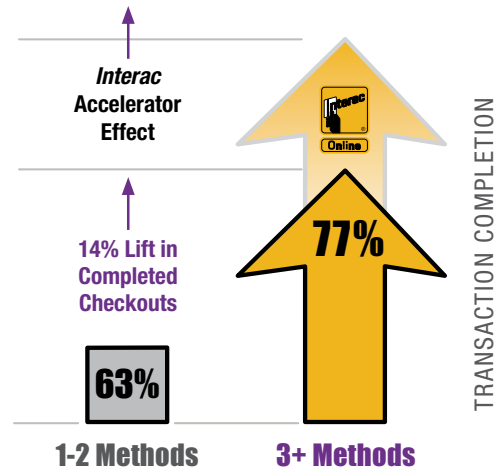 Interac
Accelerator
Effect
Interac
®
Online
14% Lift in
Completed
Checkouts
77%
63%
1-2 Methods
3+ Methods
TRANSACTION COMPLETION